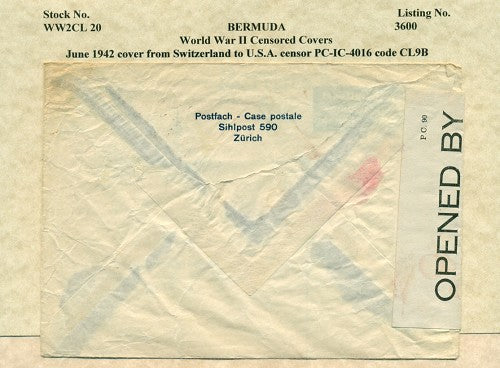 Stock No.
WW2CL 20
BERMUDA
Listing No.
3600
World War II Censored Covers
June 1942 cover from Switzerland to U.S.A. censor PC-IC-4016 code CL9B
Postfach - Case postale
Sihlpost 590
Zürich
P C. 90
OPENED BY